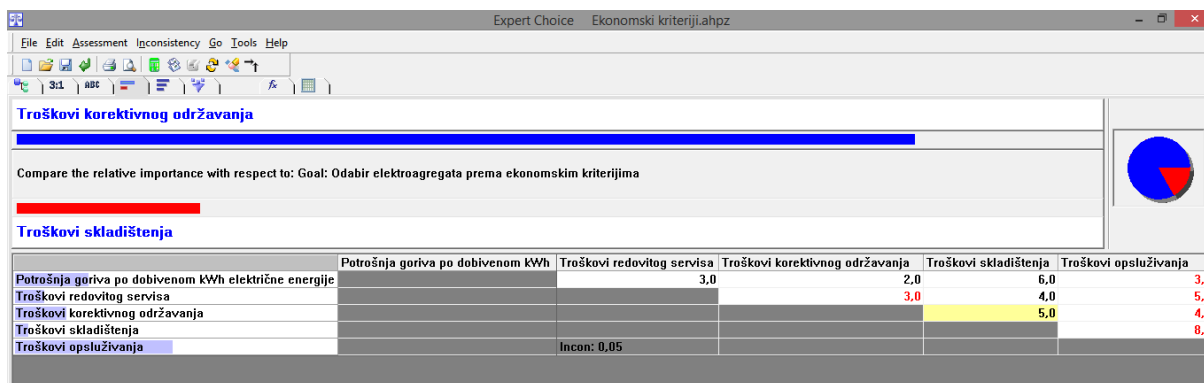 Expert Choice Ekonomski kriteriji.ahpz
File Edit Assessment Inconsistency Go Tools Help
3:1 ABC fx
Troškovi korektivnog održavanja
Compare the relative importance with respect to: Goal: Odabir elektroagregata prema ekonomskim kriterijima
Troškovi skladištenja
Potrošnja goriva po dobivenom kWh Troškovi redovitog servisa Troškovi korektivnog održavanja Troškovi skladištenja Troškovi opsluživanja
Potrošnja goriva po dobivenom kWh električne energije 3,0 2,0 6,0 3,
Troškovi redovitog servisa 3,0 4,0 5,
Troškovi korektivnog održavanja 5,0 4,
Troškovi skladištenja 8,
Troškovi opsluživanja Incon: 0,05